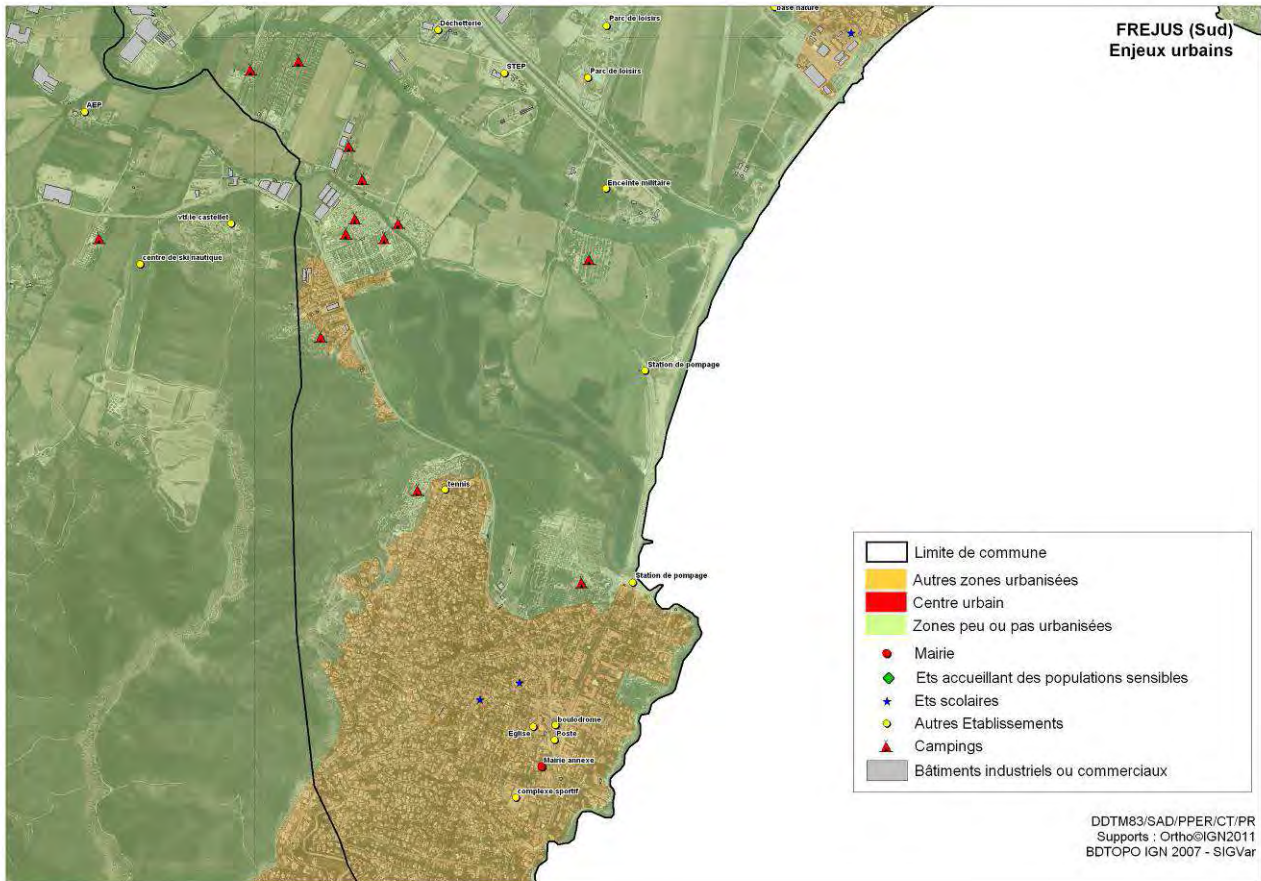 base nature
Parc de loisirs
Déchetterie
FREJUS (Sud)
Enjeux urbains
STEP
Parc de loisirs
AEP
Enceinte militaire
vtf le castellet
centre de ski nautique
Station de pompage
tennis
Station de pompage
boulodrome
Eglise
Poste
Mairie annexe
complexe sportif
Limite de commune
Autres zones urbanisées
Centre urbain
Zones peu ou pas urbanisées
Mairie
Ets accueillant des populations sensibles
Ets scolaires
Autres Etablissements
Campings
Bâtiments industriels ou commerciaux
DDTM83/SAD/PPER/CT/PR
Supports : Ortho©IGN2011
BDTOPO IGN 2007 - SIGVar